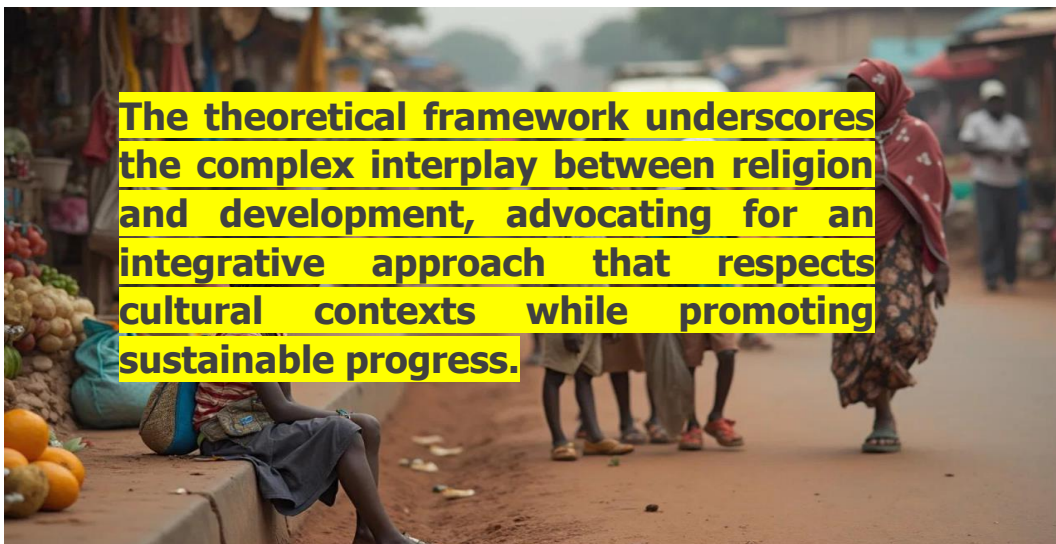 The theoretical framework underscores
the complex interplay between religion
and development, advocating for an
integrative approach that respects
cultural contexts while promoting
sustainable progress.